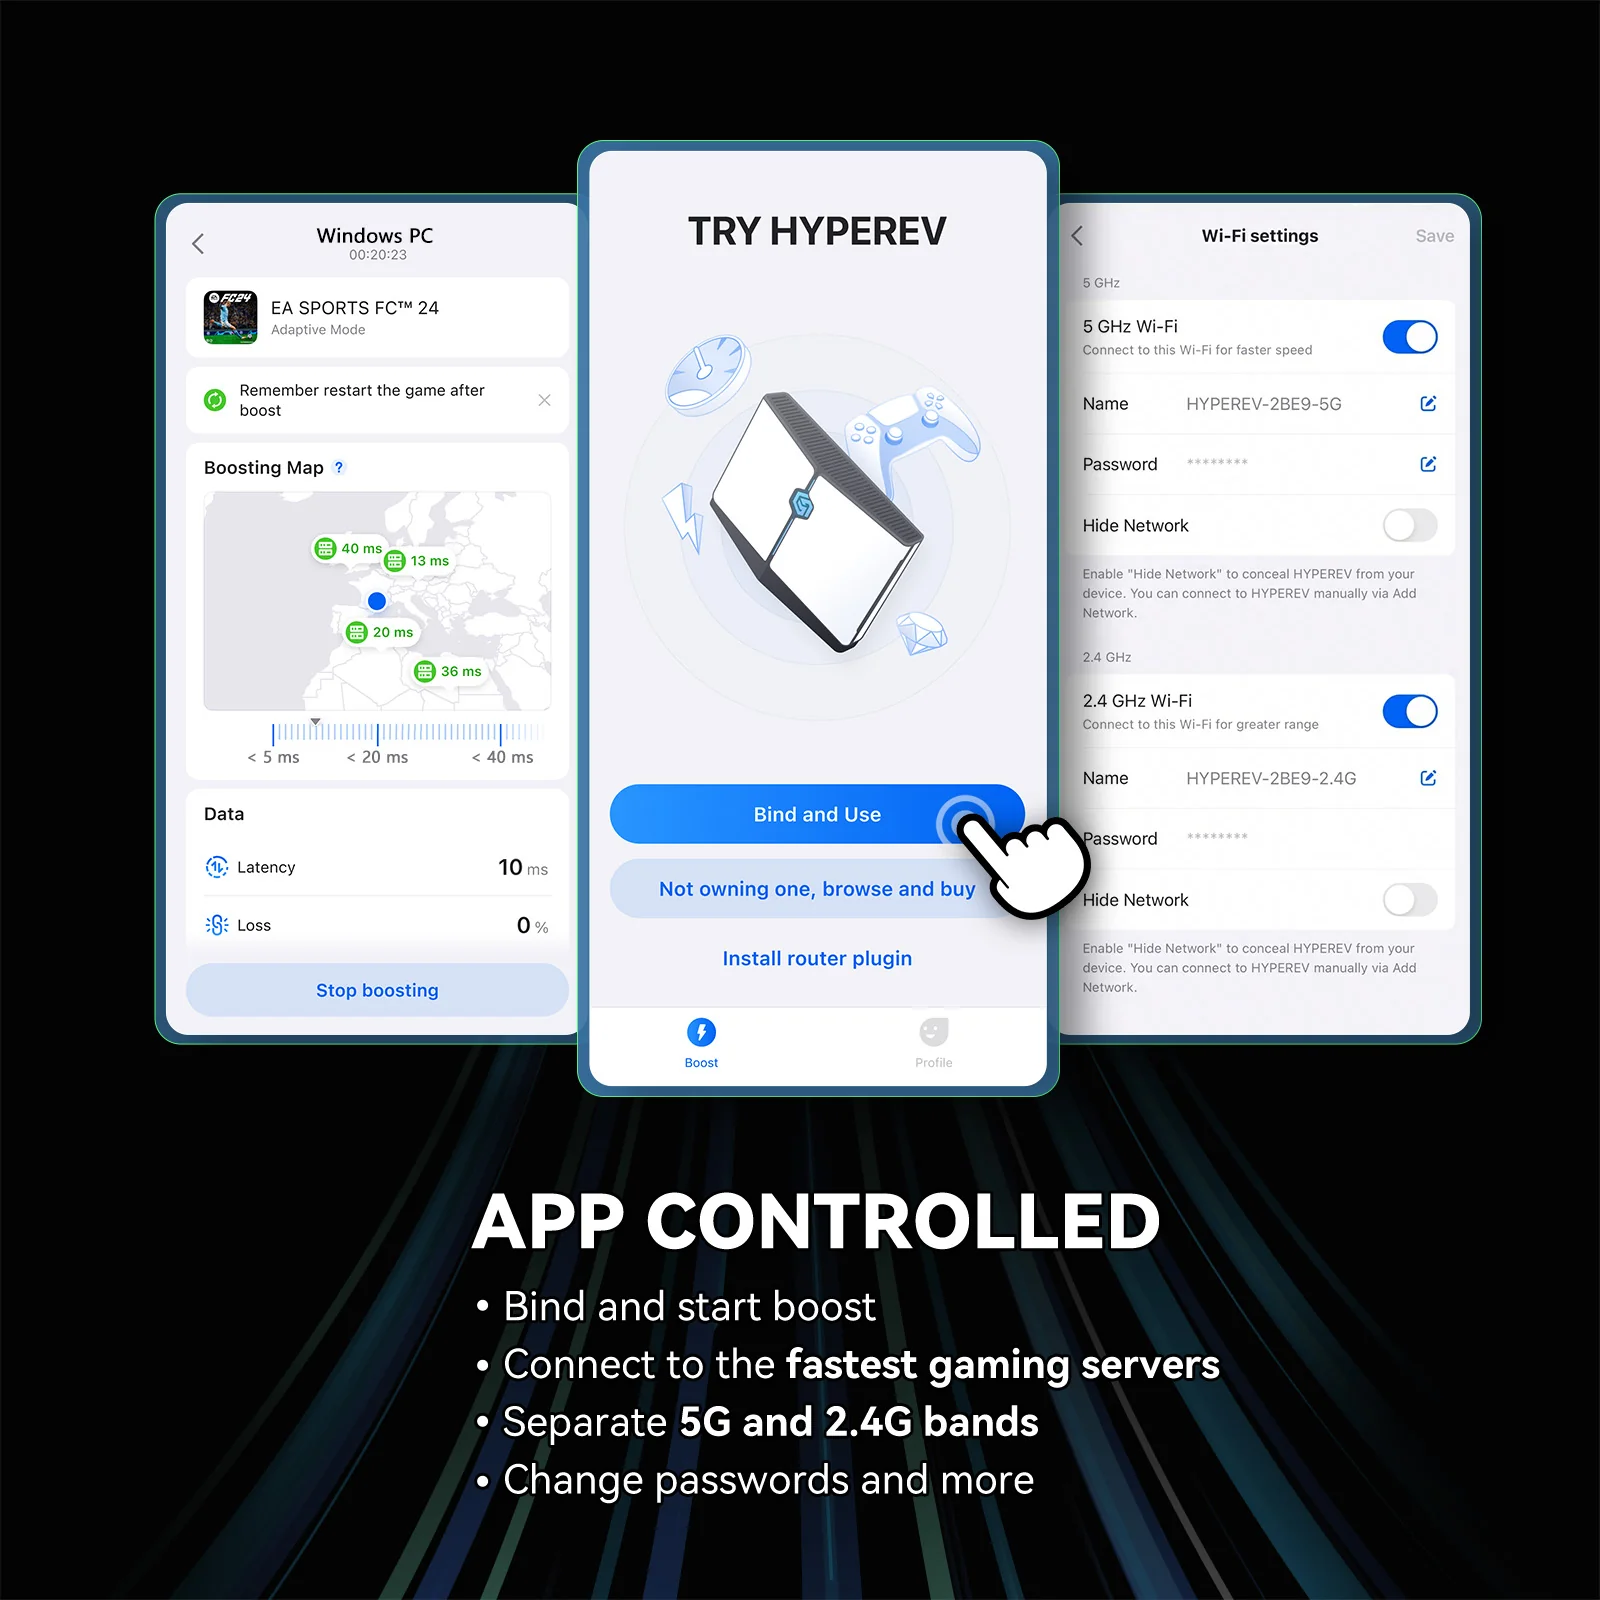 Windows PC
00:20:23
FC24
EA SPORTS FC™ 24
Adaptive Mode
Remember restart the game after
boost
Boosting Map ?
40 ms
13 ms
20 ms
36 ms
< 5 ms < 20 ms < 40 ms
Data
Latency 10 ms
Loss 0 %
Stop boosting
TRY HYPEREV
Bind and Use
Not owning one, browse and buy
Install router plugin
Boost Profile
Wi-Fi settings Save
5 GHz
5 GHz Wi-Fi
Connect to this Wi-Fi for faster speed
Name HYPEREV-2BE9-5G
Password ********
Hide Network
Enable "Hide Network" to conceal HYPEREV from your
device. You can connect to HYPEREV manually via Add
Network.
2.4 GHz
2.4 GHz Wi-Fi
Connect to this Wi-Fi for greater range
Name HYPEREV-2BE9-2.4G
Password ********
Hide Network
Enable "Hide Network" to conceal HYPEREV from your
device. You can connect to HYPEREV manually via Add
Network.
APP CONTROLLED
• Bind and start boost
• Connect to the fastest gaming servers
• Separate 5G and 2.4G bands
• Change passwords and more